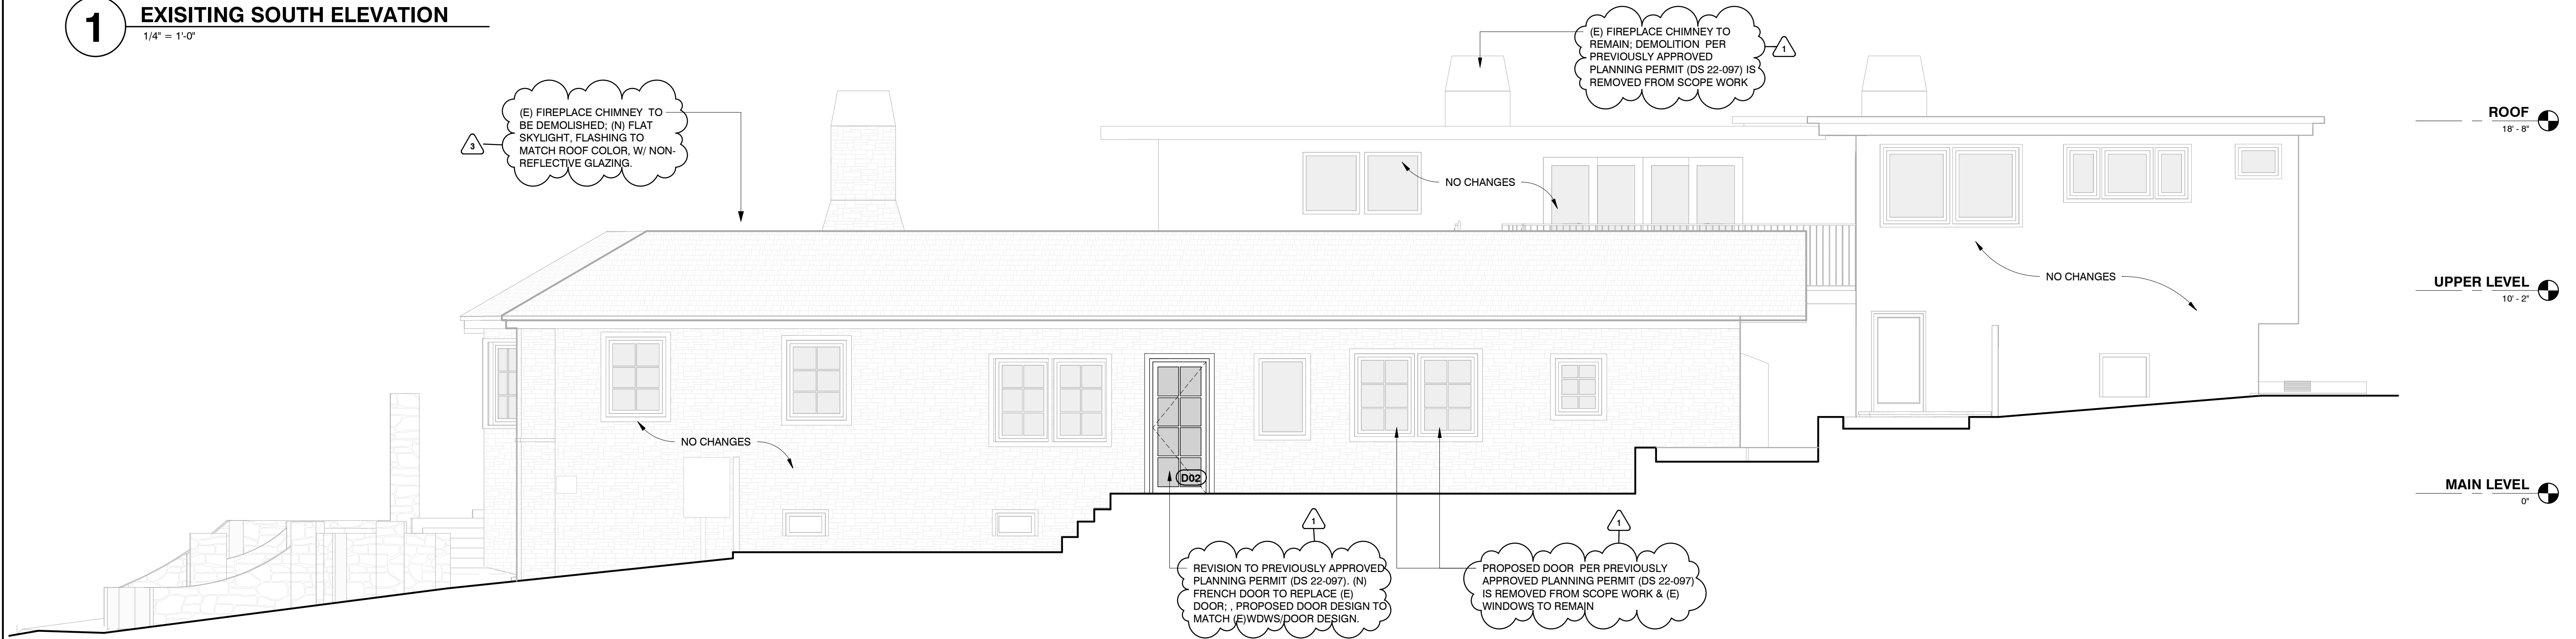 1
EXISITING SOUTH ELEVATION
1/4" = 1'-0"
(E) FIREPLACE CHIMNEY TO
BE DEMOLISHED; (N) FLAT
SKYLIGHT, FLASHING TO
MATCH ROOF COLOR, W/ NON-
REFLECTIVE GLAZING.
3
(E) FIREPLACE CHIMNEY TO
REMAIN; DEMOLITION PER
PREVIOUSLY APPROVED
PLANNING PERMIT (DS 22-097) IS
REMOVED FROM SCOPE WORK
1
NO CHANGES
NO CHANGES
NO CHANGES
ROOF
18' - 8"
UPPER LEVEL
10' - 2"
MAIN LEVEL
0"
D02
1
REVISION TO PREVIOUSLY APPROVED
PLANNING PERMIT (DS 22-097). (N)
FRENCH DOOR TO REPLACE (E)
DOOR; , PROPOSED DOOR DESIGN TO
MATCH (E)WDWS/DOOR DESIGN.
1
PROPOSED DOOR PER PREVIOUSLY
APPROVED PLANNING PERMIT (DS 22-097)
IS REMOVED FROM SCOPE WORK & (E)
WINDOWS TO REMAIN